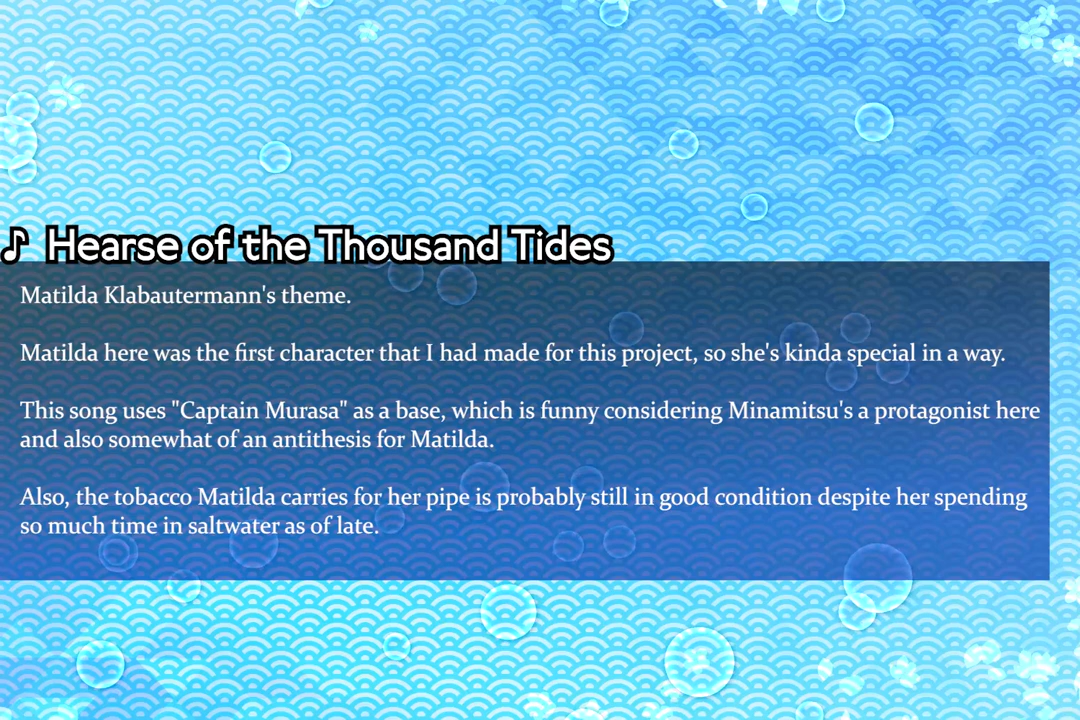 ♪ Hearse of the Thousand Tides
Matilda Klabautermann's theme.
Matilda here was the first character that I had made for this project, so she's kinda special in a way.
This song uses "Captain Murasa" as a base, which is funny considering Minamitsu's a protagonist here
and also somewhat of an antithesis for Matilda.
Also, the tobacco Matilda carries for her pipe is probably still in good condition despite her spending
so much time in saltwater as of late.